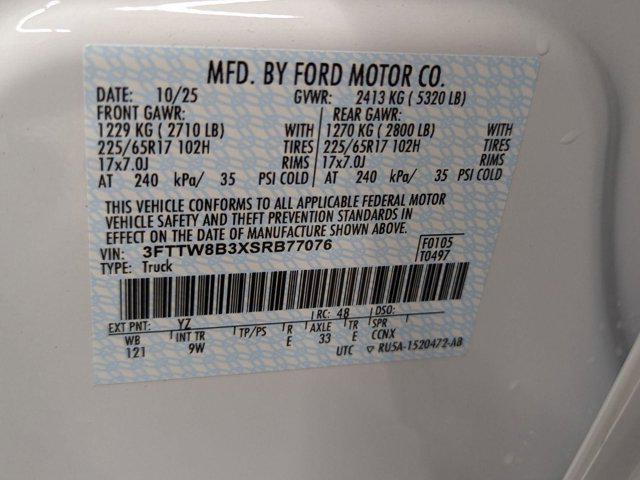 MFD. BY FORD MOTOR CO.
DATE: 10/25 GVWR: 2413 KG ( 5320 LB)
FRONT GAWR: REAR GAWR:
1229 KG ( 2710 LB) WITH 1270 KG ( 2800 LB) WITH
225/65R17 102H TIRES 225/65R17 102H TIRES
17x7.0J RIMS 17x7.0J RIMS
AT 240 kPa/ 35 PSI COLD AT 240 kPa/ 35 PSI COLD
THIS VEHICLE CONFORMS TO ALL APPLICABLE FEDERAL MOTOR
VEHICLE SAFETY AND THEFT PREVENTION STANDARDS IN
EFFECT ON THE DATE OF MANUFACTURE SHOWN ABOVE.
VIN: 3FTTW8B3XSRB77076 F0105
TYPE: Truck T0497
EXT PNT: YZ RC: 48 DSO:
WB INT TR TP/PS R AXLE TR SPR
121 9W E 33 E CCNX
UTC ▽ RU5A-1520472-AB